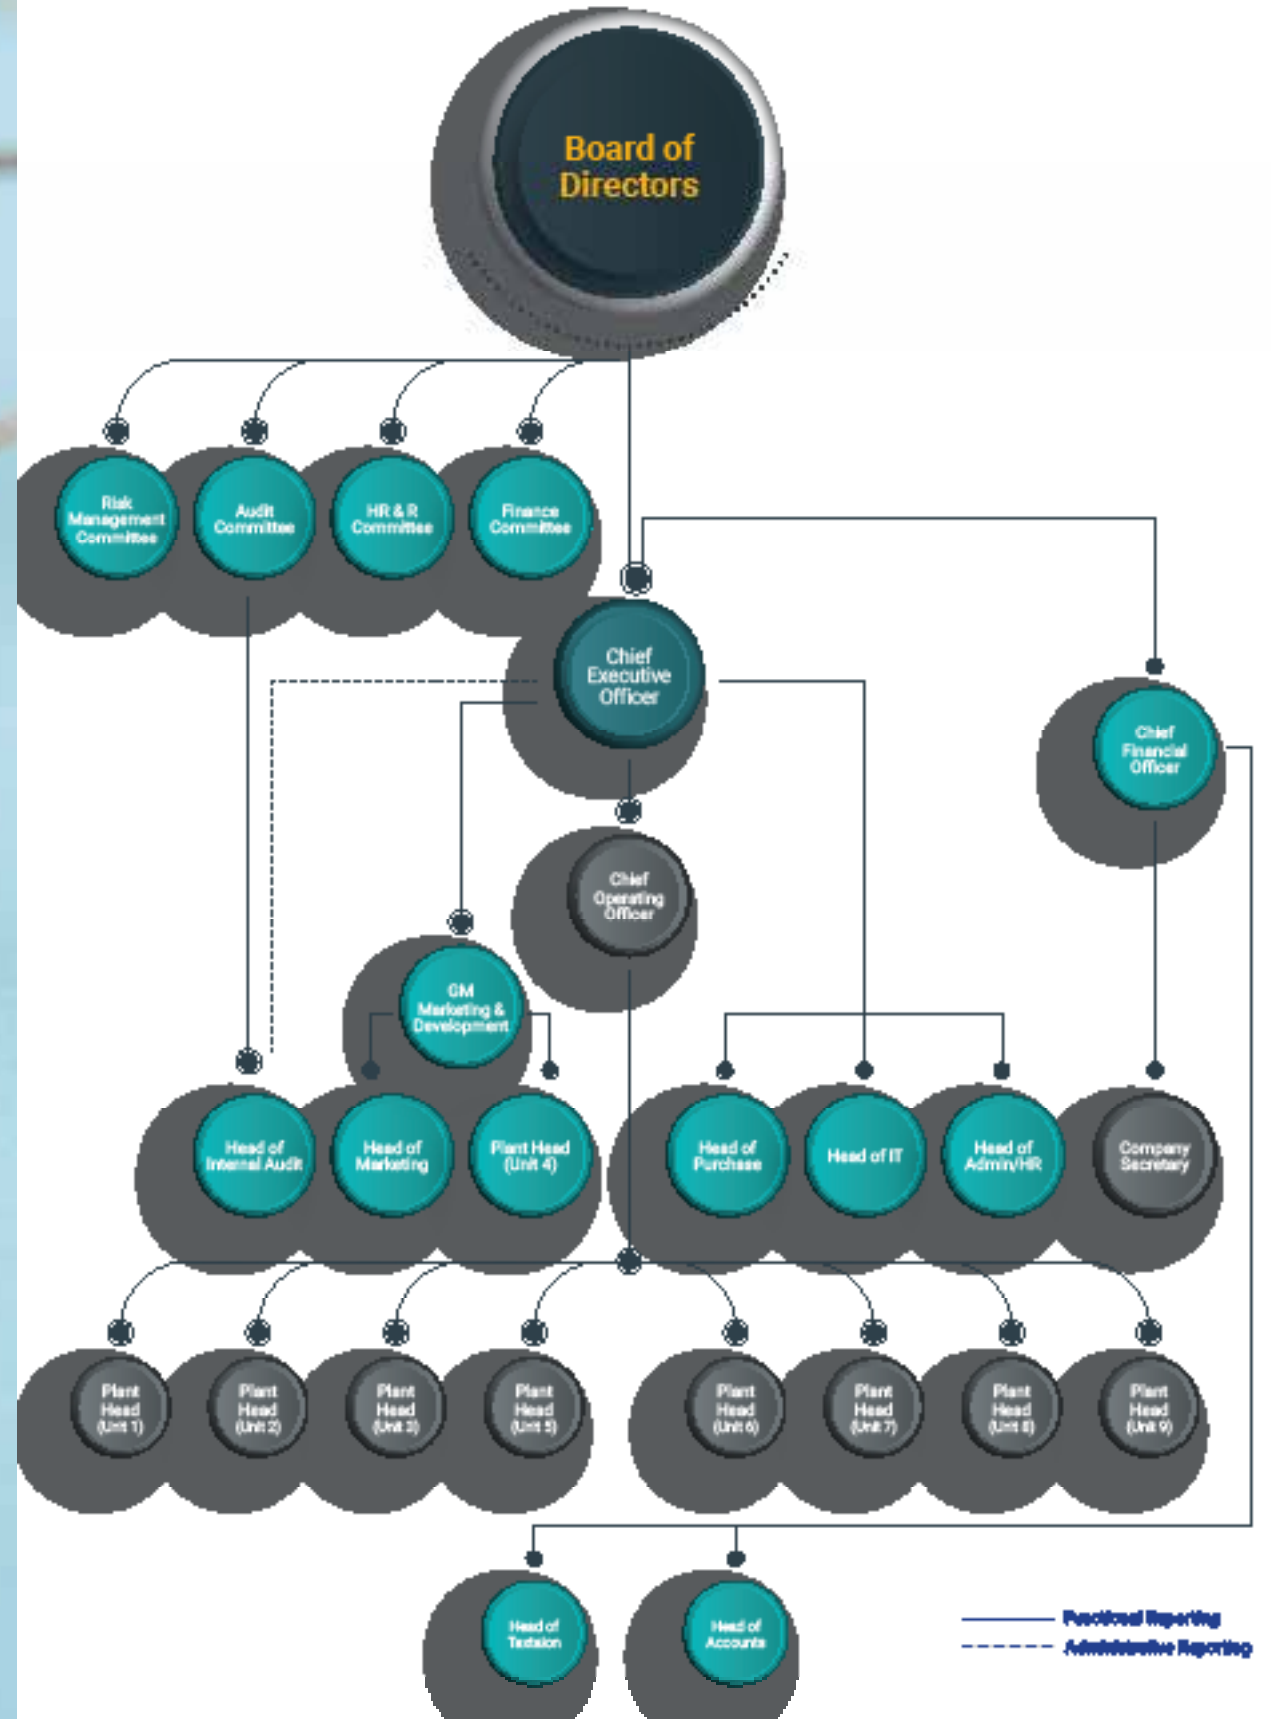 Board of
Directors
Risk
Management
Committee
Audit
Committee
HR & R
Committee
Finance
Committee
Chief
Executive
Officer
Chief
Financial
Officer
Chief
Operating
Officer
GM
Marketing &
Development
Head of
Internal Audit
Head of
Marketing
Plant Head
(Unit 4)
Head of
Purchase
Head of IT
Head of
Admin/HR
Company
Secretary
Plant
Head
(Unit 1)
Plant
Head
(Unit 2)
Plant
Head
(Unit 3)
Plant
Head
(Unit 5)
Plant
Head
(Unit 6)
Plant
Head
(Unit 7)
Plant
Head
(Unit 8)
Plant
Head
(Unit 9)
Head of
Head of
Accounts
Functional Reporting
Administrative Reporting